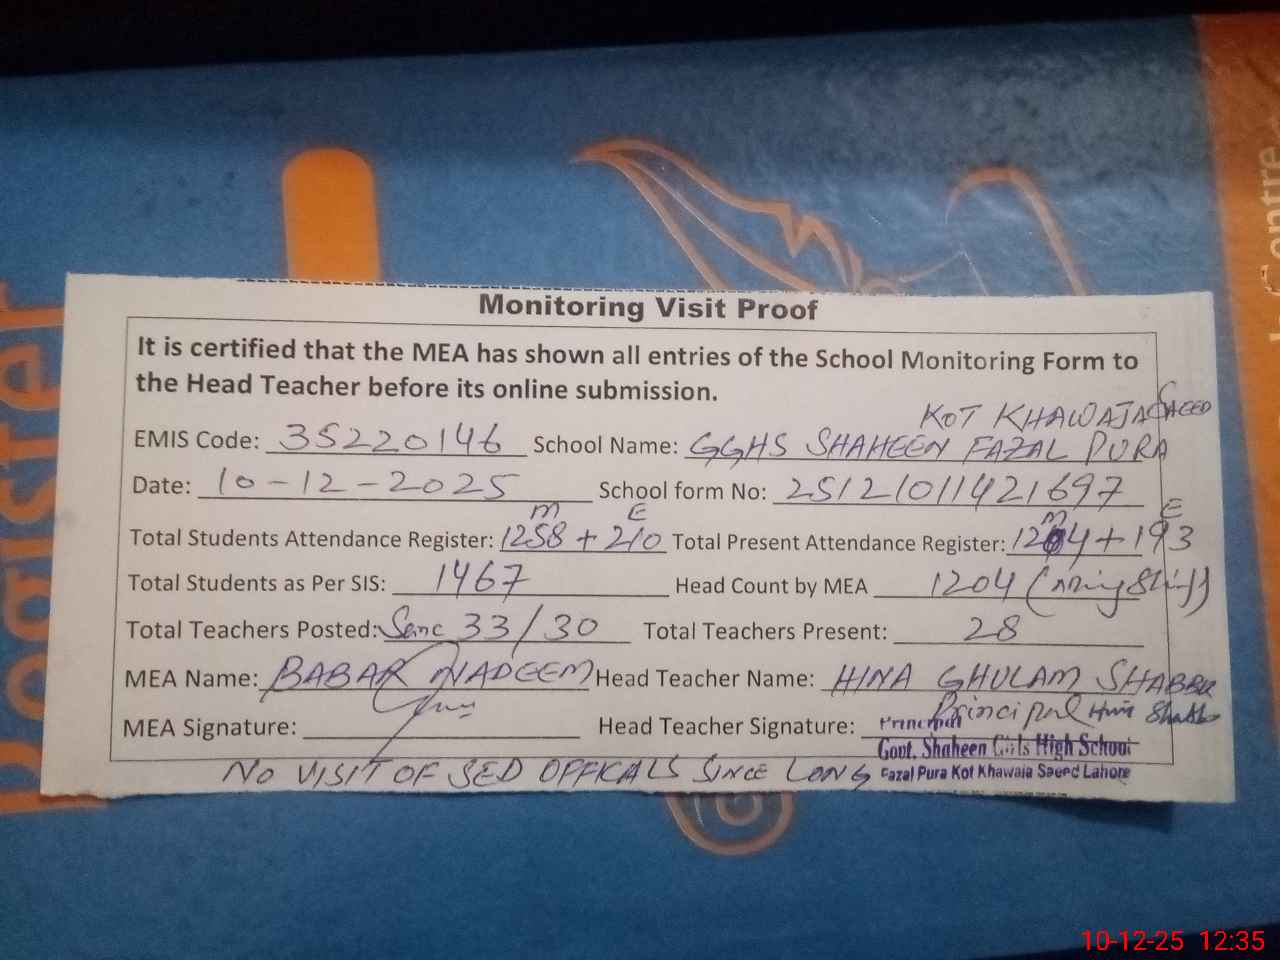 Monitoring Visit Proof
It is certified that the MEA has shown all entries of the School Monitoring Form to
the Head Teacher before its online submission.
KOT KHAWAJA SAEED
EMIS Code: 35220146 School Name: GGHS SHAHEEN FAZAL PURA
Date: 10-12-2025 School form No: 25121011421697
M E M E
Total Students Attendance Register: 1258 + 210 Total Present Attendance Register: 1204 + 193
Total Students as Per SIS: 1467 Head Count by MEA 1204
Total Teachers Posted: Sanc 33/30 Total Teachers Present: 28
MEA Name: BABAR NADEEM Head Teacher Name: HINA GHULAM SHABBIR
Principal
MEA Signature: Head Teacher Signature: Principal
Govt. Shaheen Girls High School
NO VISIT OF SED OFFICALS SINCE LONG Fazal Pura Kot Khawaja Saeed Lahore
Register
Centre
10-12-25 12:35